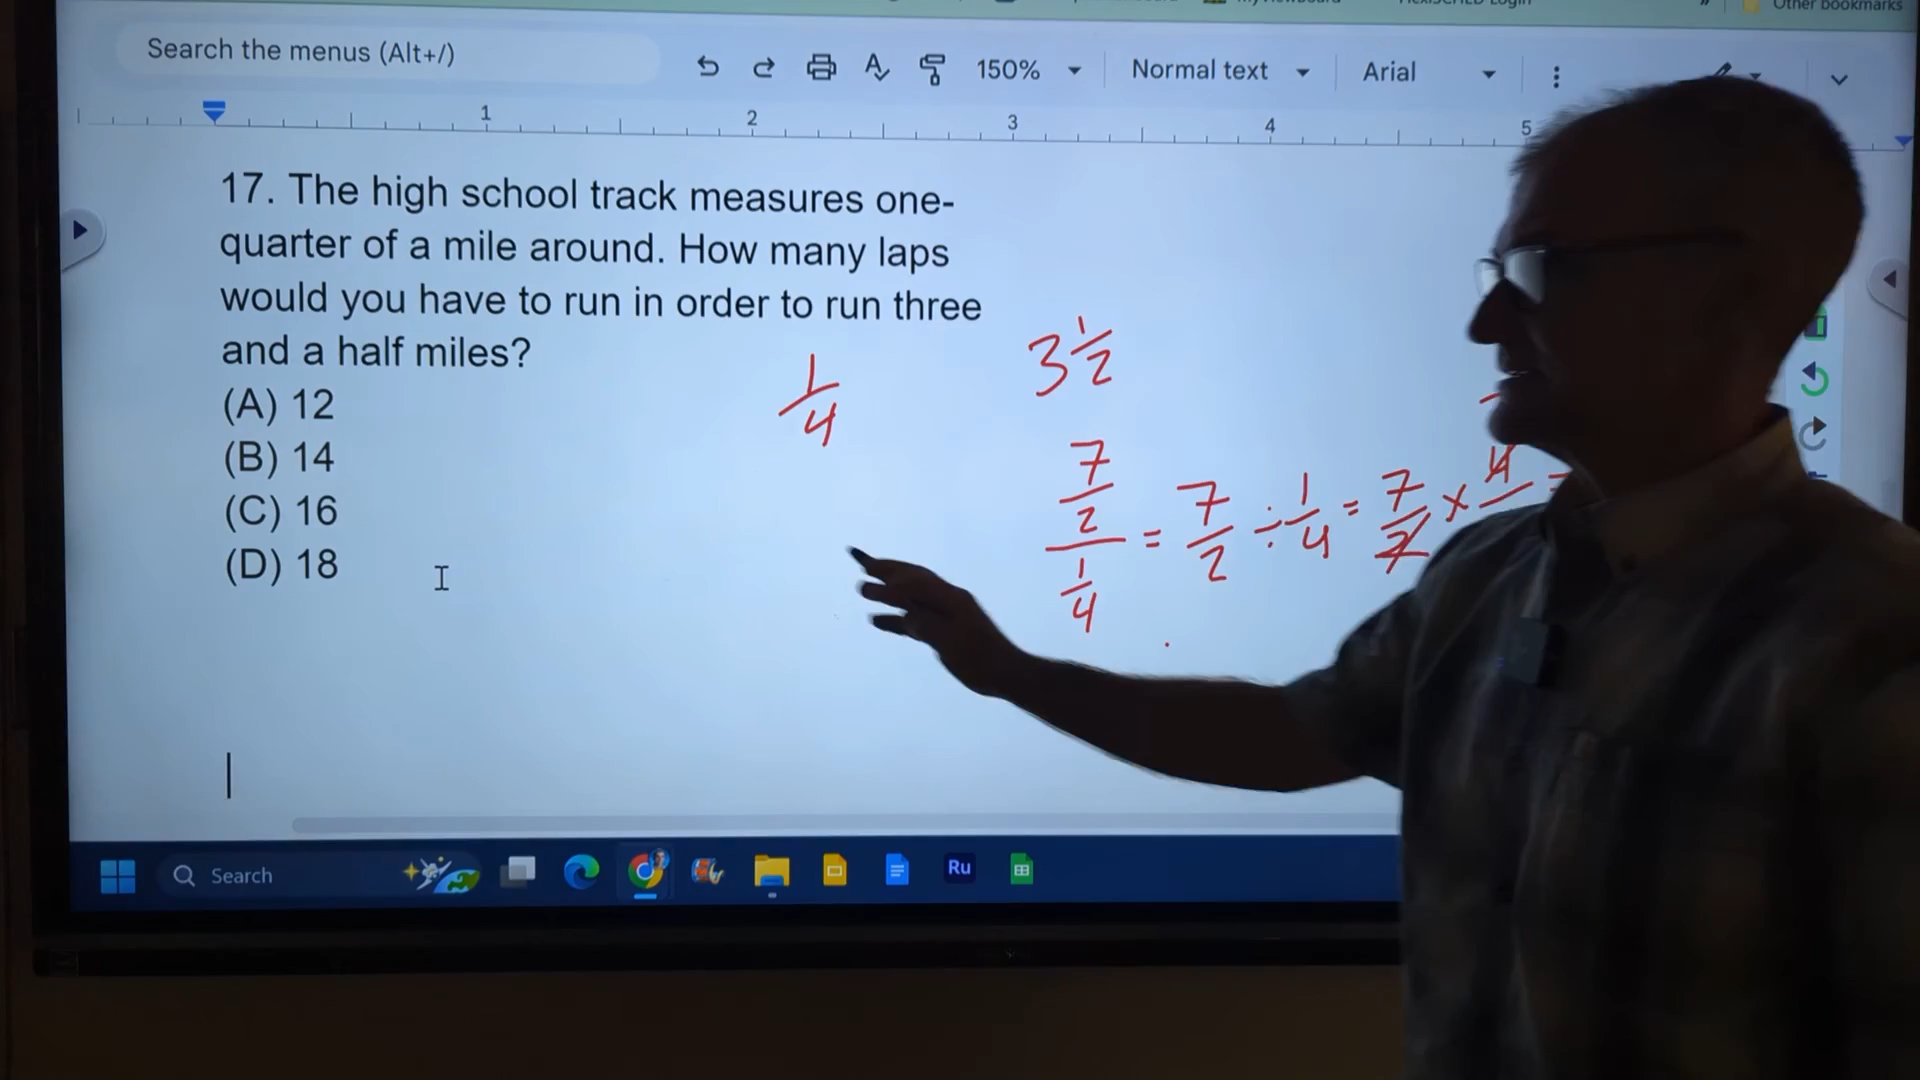 Other bookmarks
Search the menus (Alt+/)
150%
Normal text
Arial
1
2
3
4
5
17. The high school track measures one-
quarter of a mile around. How many laps
would you have to run in order to run three
and a half miles?
(A) 12
(B) 14
(C) 16
(D) 18
1/4
3 1/2
7/2 / 1/4 = 7/2 ÷ 1/4 = 7/2 × 4 =
Search
Ru